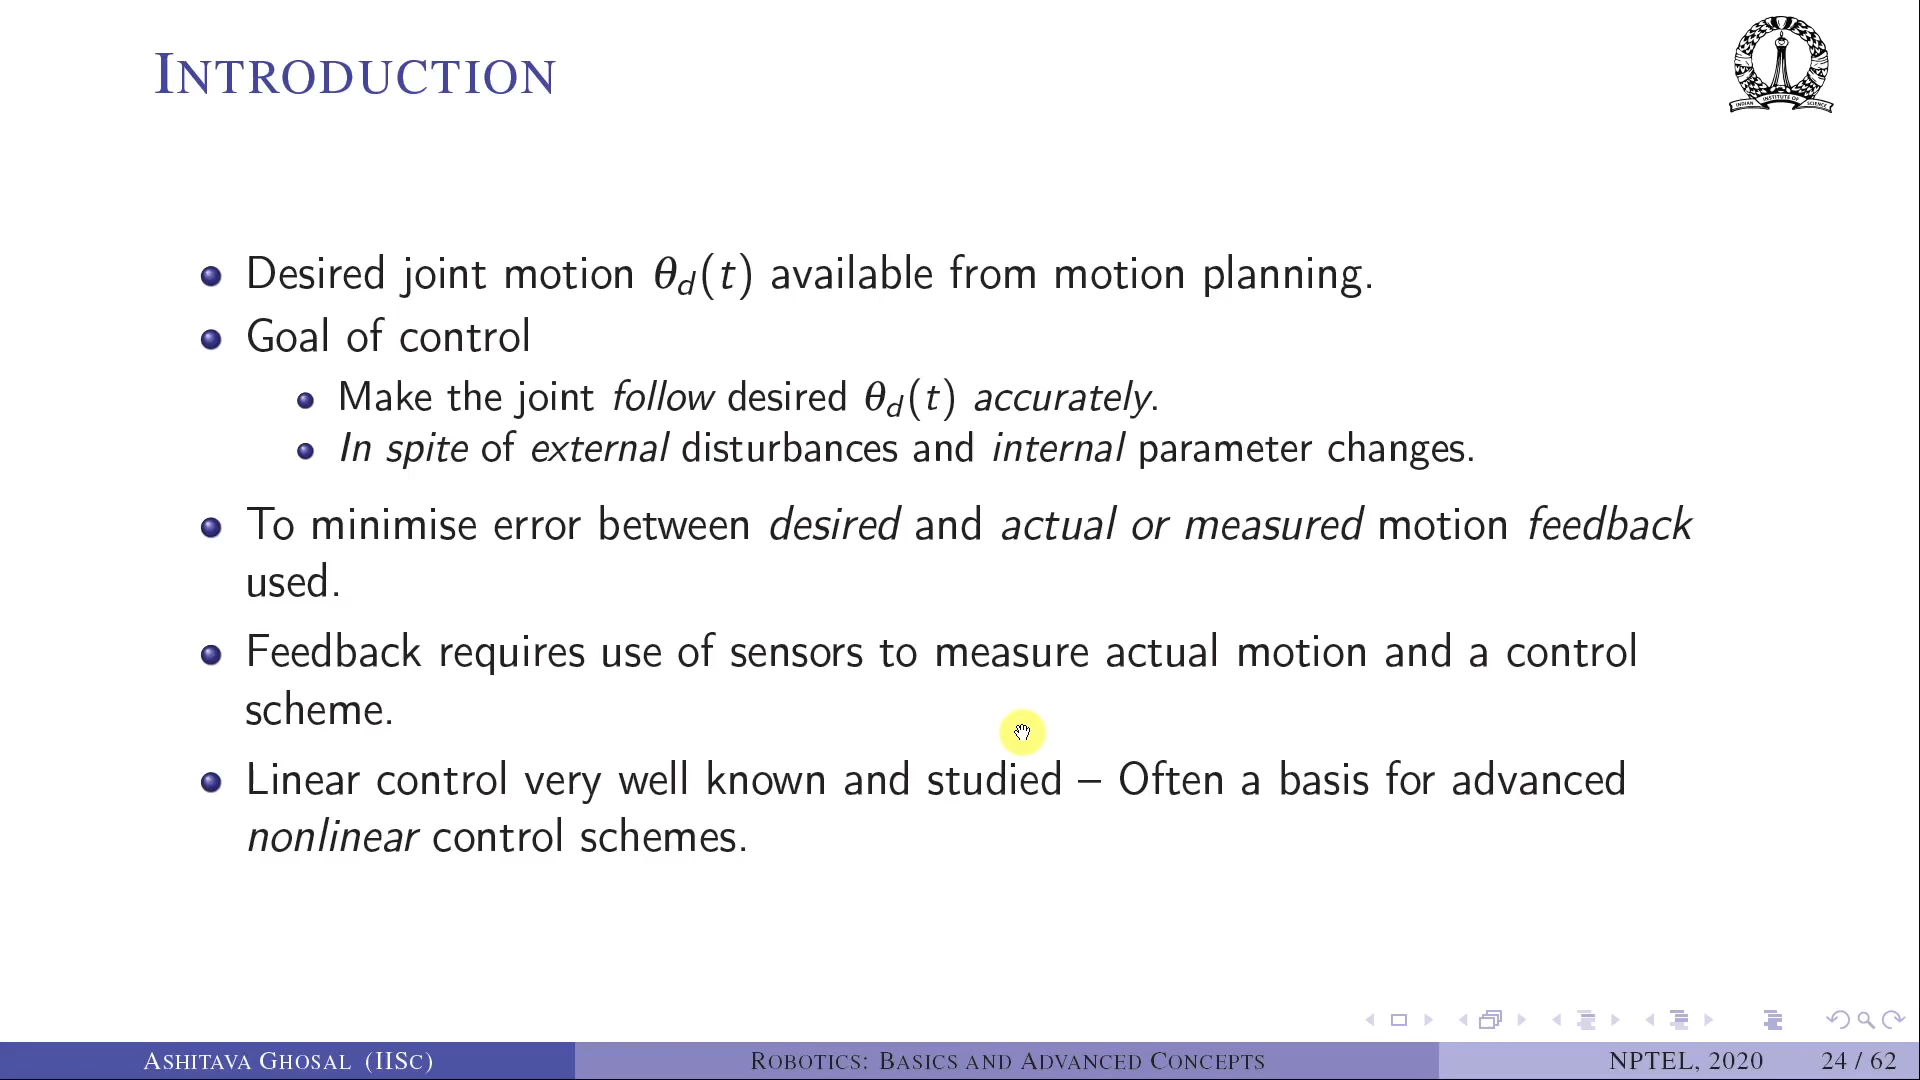 INTRODUCTION
INDIAN INSTITUTE OF SCIENCE
Desired joint motion θd(t) available from motion planning.
Goal of control
Make the joint follow desired θd(t) accurately.
In spite of external disturbances and internal parameter changes.
To minimise error between desired and actual or measured motion feedback
used.
Feedback requires use of sensors to measure actual motion and a control
scheme.
Linear control very well known and studied – Often a basis for advanced
nonlinear control schemes.
ASHITAVA GHOSAL (IISC) ROBOTICS: BASICS AND ADVANCED CONCEPTS NPTEL, 2020 24 / 62